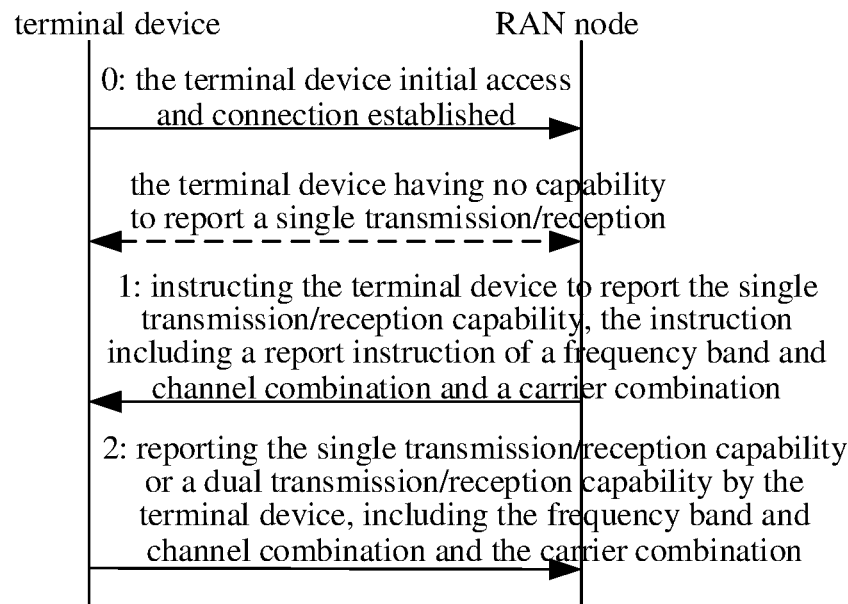 terminal device
RAN node
0: the terminal device initial access
and connection established
the terminal device having no capability
to report a single transmission/reception
1: instructing the terminal device to report the single
transmission/reception capability, the instruction
including a report instruction of a frequency band and
channel combination and a carrier combination
2: reporting the single transmission/reception capability
or a dual transmission/reception capability by the
terminal device, including the frequency band and
channel combination and the carrier combination